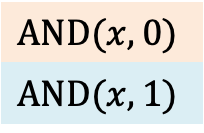 AND(x, 0)
AND(x, 1)